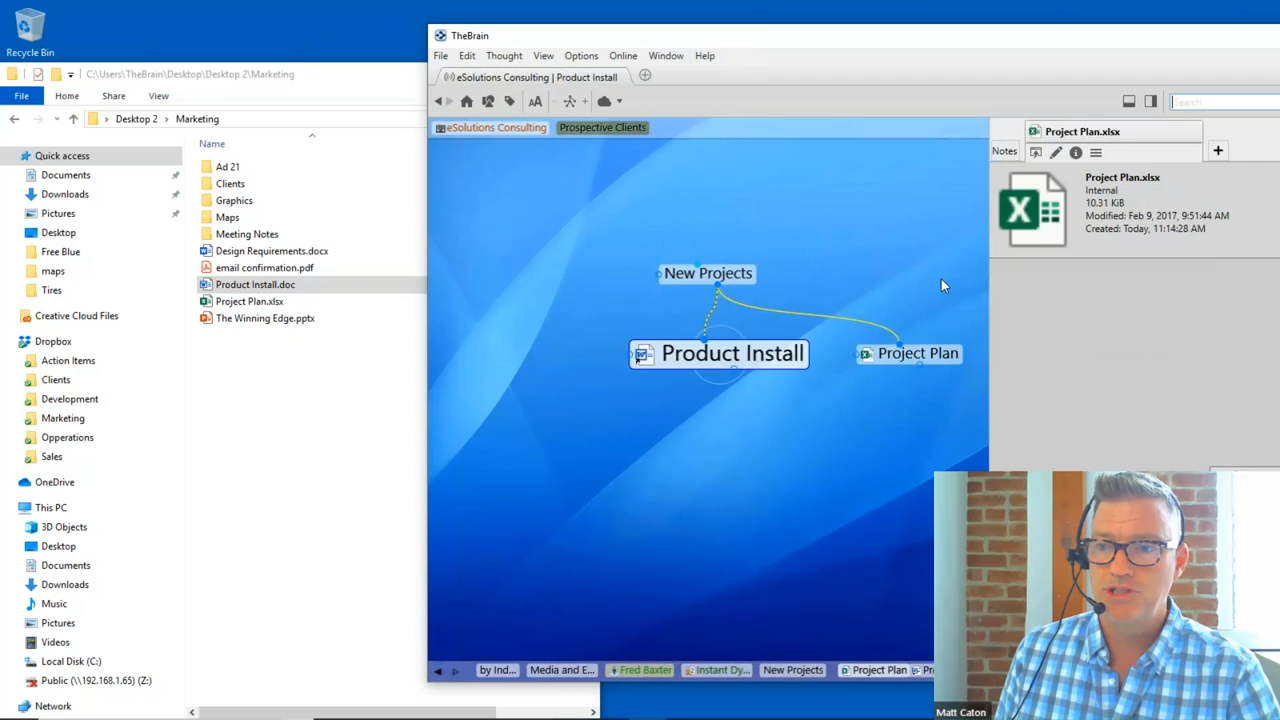 Recycle Bin
C:\Users\TheBrain\Desktop\Desktop 2\Marketing
File Home Share View
Desktop 2 Marketing
Name
Quick access
Documents
Downloads
Pictures
Desktop
Free Blue
maps
Tires
Creative Cloud Files
Dropbox
Action Items
Clients
Development
Marketing
Opperations
Sales
OneDrive
This PC
3D Objects
Desktop
Documents
Downloads
Music
Pictures
Videos
Local Disk (C:)
Public (\\192.168.1.65) (Z:)
Network
Ad 21
Clients
Graphics
Maps
Meeting Notes
Design Requirements.docx
email confirmation.pdf
Product Install.doc
Project Plan.xlsx
The Winning Edge.pptx
TheBrain
File Edit View Thought Options Online Window Help
eSolutions Consulting | Product Install
AA
Search
eSolutions Consulting Prospective Clients
New Projects
Product Install
Project Plan
by Ind... Media and E... Fred Baxter Instant Dy... New Projects Project Plan
Project Plan.xlsx
Notes
Project Plan.xlsx
Internal
10.31 KiB
Modified: Feb 9, 2017, 9:51:44 AM
Created: Today, 11:14:28 AM
Matt Caton